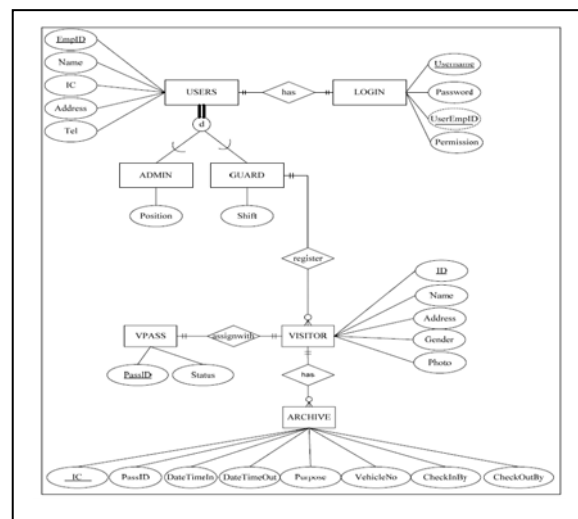 EmpID
Name
IC
Address
Tel
USERS
has
LOGIN
Username
Password
UserEmpID
Permission
d
ADMIN
GUARD
Position
Shift
register
ID
Name
Address
Gender
Photo
VPASS
assignwith
VISITOR
PassID
Status
has
ARCHIVE
IC
PassID
DateTimeIn
DateTimeOut
Purpose
VehicleNo
CheckInBy
CheckOutBy